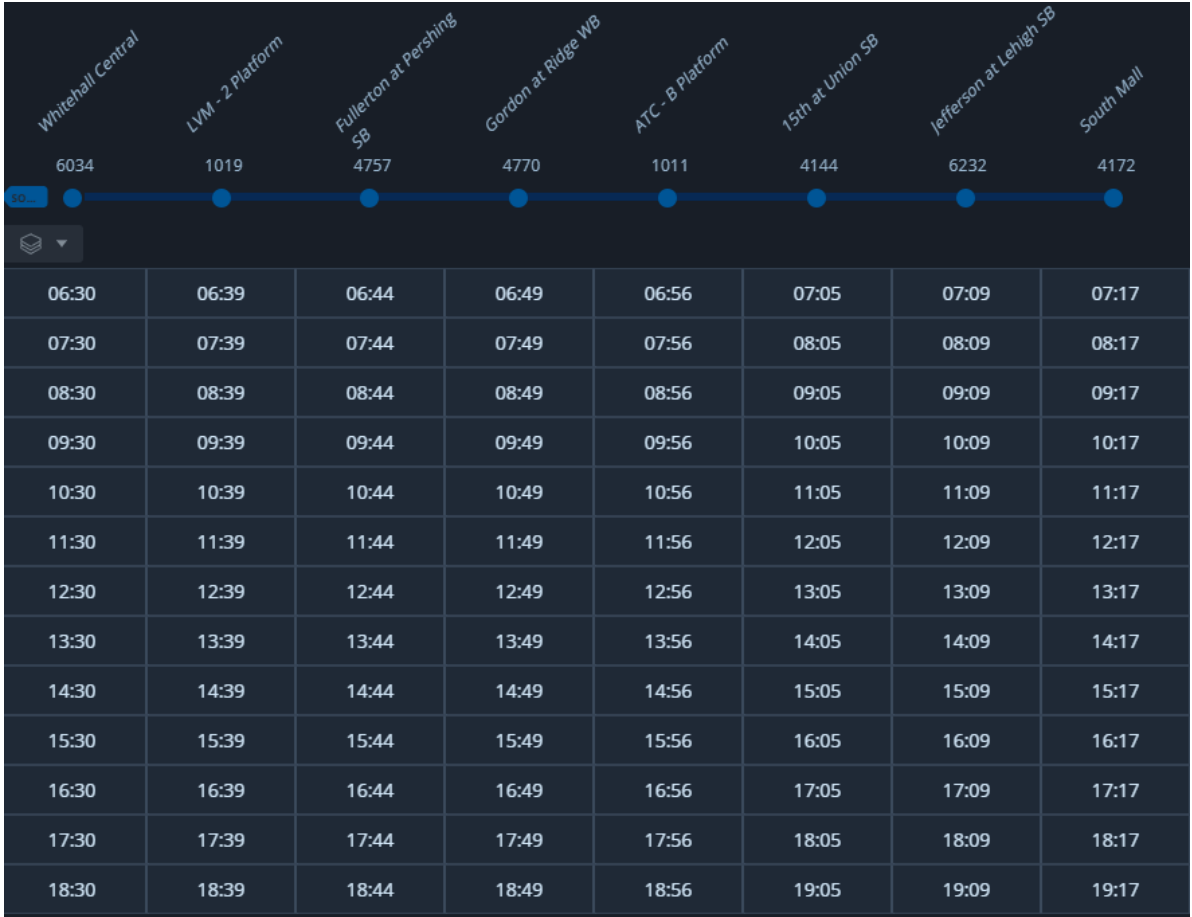 Whitehall Central
LVM - 2 Platform
Fullerton at Pershing
SB
Gordon at Ridge WB
ATC - B Platform
15th at Union SB
Jefferson at Lehigh SB
South Mall
6034 1019 4757 4770 1011 4144 6232 4172
so...
06:30 06:39 06:44 06:49 06:56 07:05 07:09 07:17
07:30 07:39 07:44 07:49 07:56 08:05 08:09 08:17
08:30 08:39 08:44 08:49 08:56 09:05 09:09 09:17
09:30 09:39 09:44 09:49 09:56 10:05 10:09 10:17
10:30 10:39 10:44 10:49 10:56 11:05 11:09 11:17
11:30 11:39 11:44 11:49 11:56 12:05 12:09 12:17
12:30 12:39 12:44 12:49 12:56 13:05 13:09 13:17
13:30 13:39 13:44 13:49 13:56 14:05 14:09 14:17
14:30 14:39 14:44 14:49 14:56 15:05 15:09 15:17
15:30 15:39 15:44 15:49 15:56 16:05 16:09 16:17
16:30 16:39 16:44 16:49 16:56 17:05 17:09 17:17
17:30 17:39 17:44 17:49 17:56 18:05 18:09 18:17
18:30 18:39 18:44 18:49 18:56 19:05 19:09 19:17